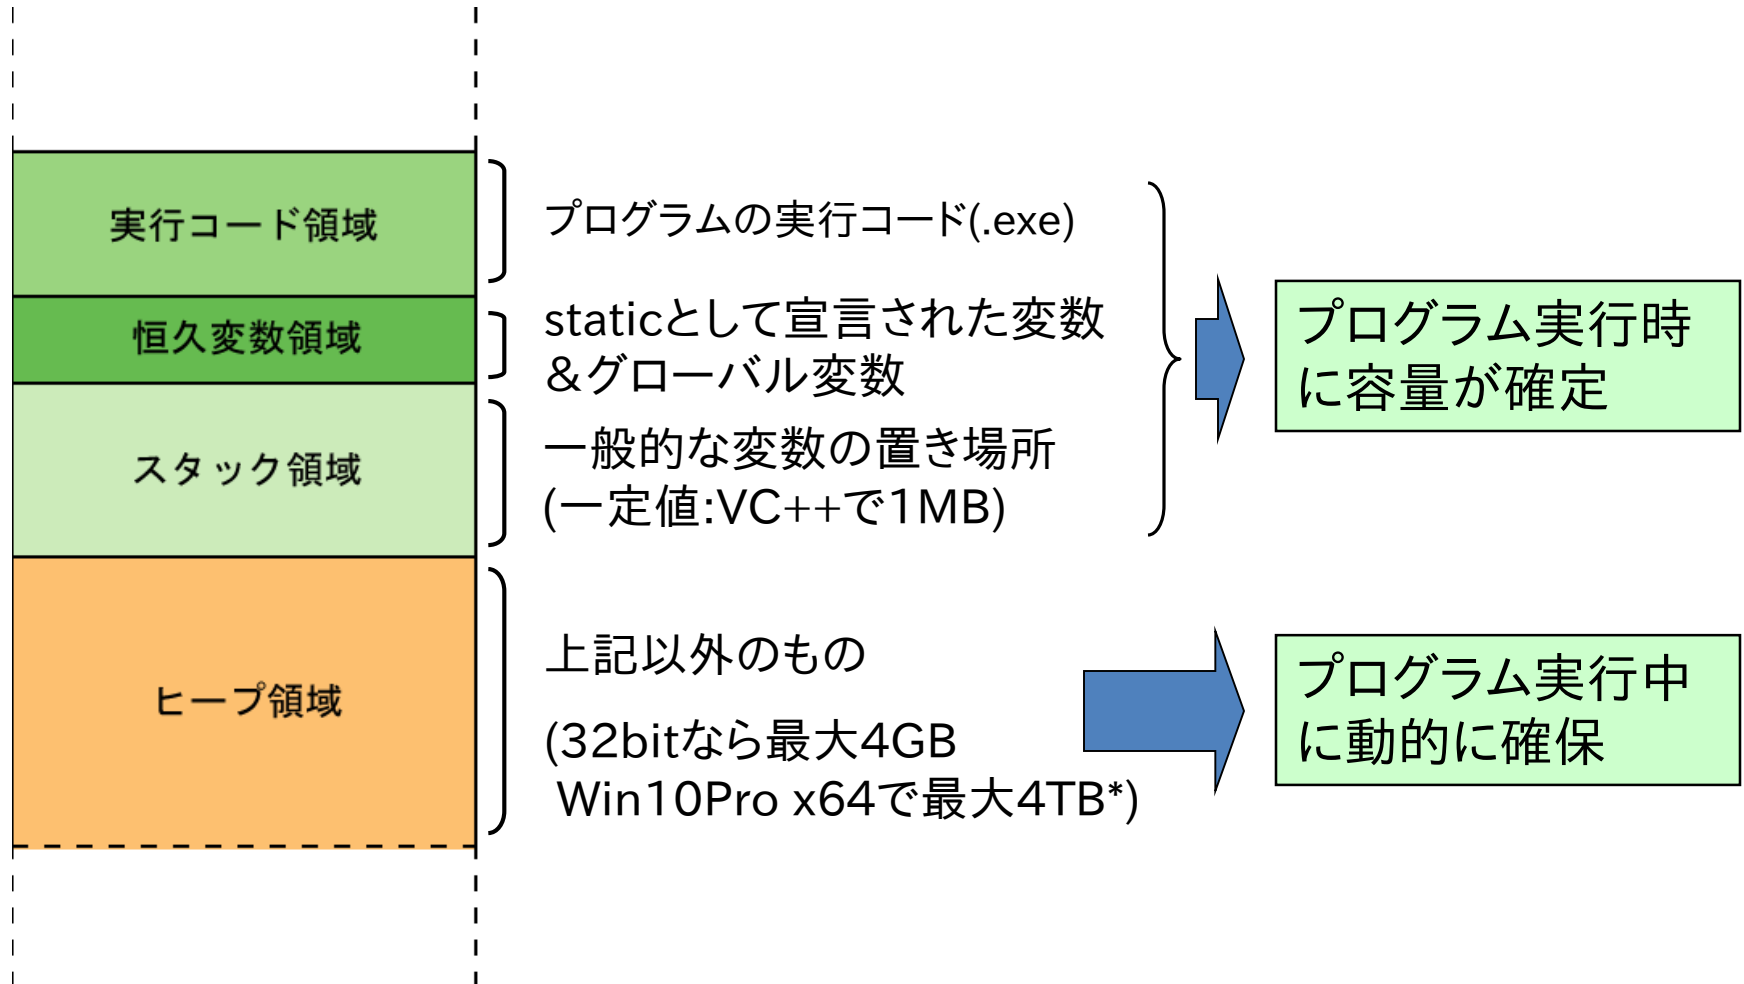 実行コード領域
プログラムの実行コード(.exe)
恒久変数領域
staticとして宣言された変数
&グローバル変数
スタック領域
一般的な変数の置き場所
(一定値:VC++で1MB)
プログラム実行時
に容量が確定
ヒープ領域
上記以外のもの
(32bitなら最大4GB
Win10Pro x64で最大4TB*)
プログラム実行中
に動的に確保